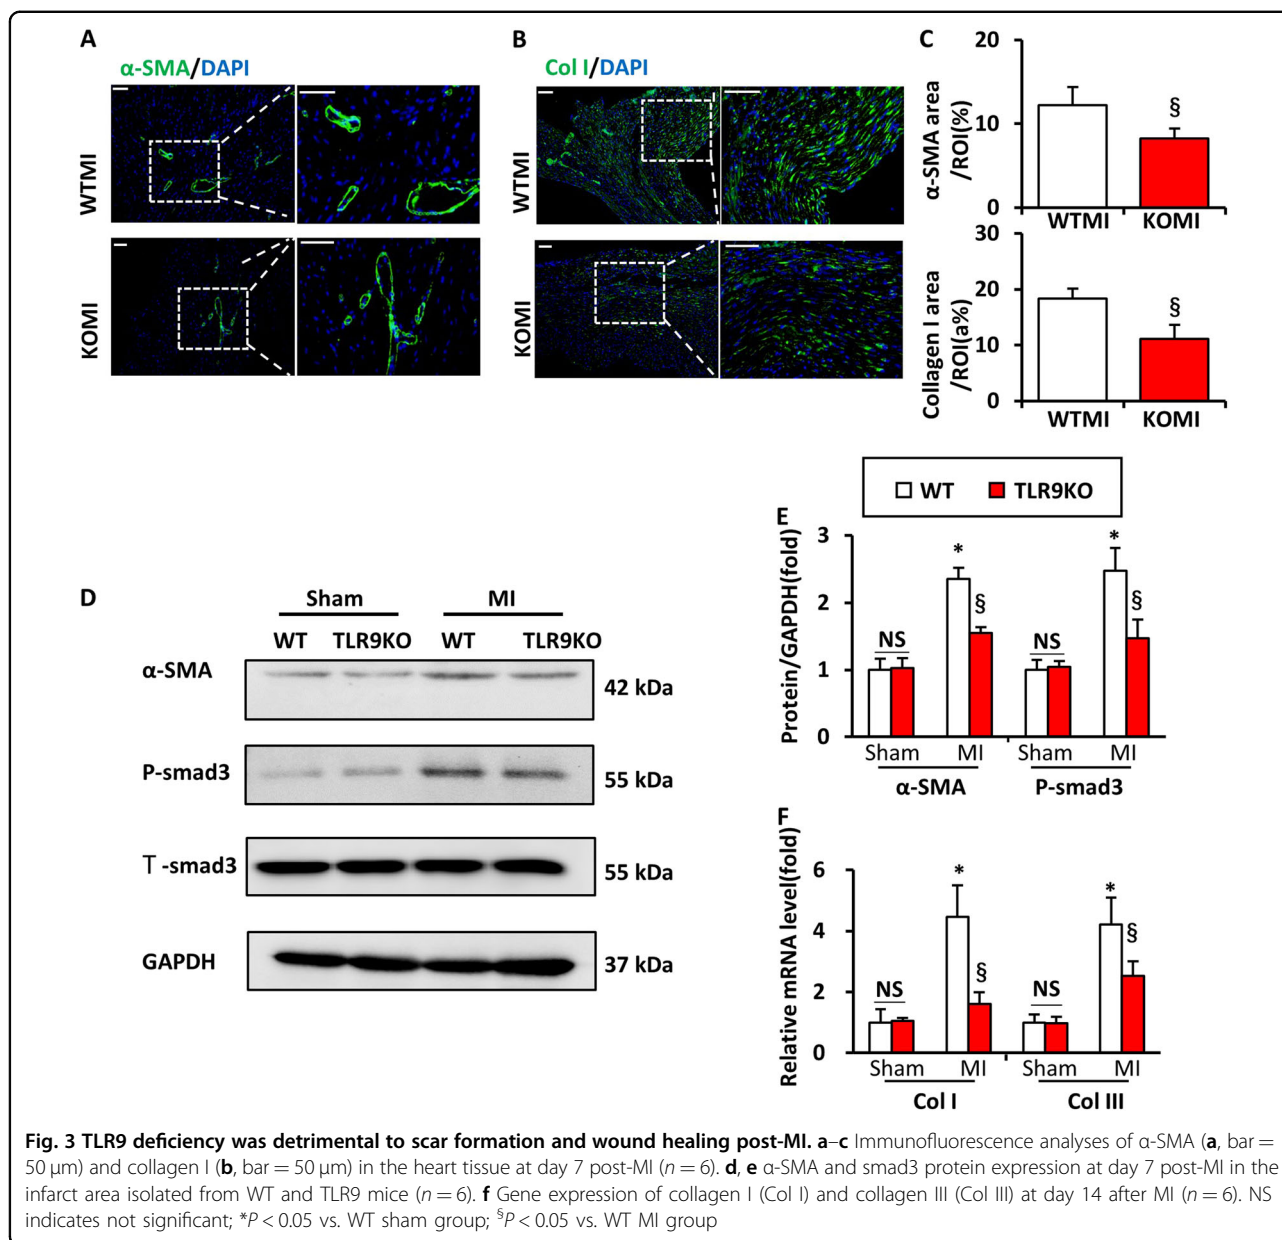 A
α-SMA/DAPI
WTMI
KOMI
B
Col I/DAPI
WTMI
KOMI
C
α-SMA area
/ROI(%)
20
10
0
§
WTMI KOMI
Collagen I area
/ROI(a%)
30
20
10
0
§
WTMI KOMI
D
Sham MI
WT TLR9KO WT TLR9KO
α-SMA 42 kDa
P-smad3 55 kDa
T-smad3 55 kDa
GAPDH 37 kDa
WT TLR9KO
E
Protein/GAPDH(fold)
3
2
1
0
NS * § NS * §
Sham MI Sham MI
α-SMA P-smad3
F
Relative mRNA level(fold)
6
4
2
0
NS * § NS * §
Sham MI Sham MI
Col I Col III
Fig. 3 TLR9 deficiency was detrimental to scar formation and wound healing post-MI. a–c Immunofluorescence analyses of α-SMA (a, bar =
50 µm) and collagen I (b, bar = 50 µm) in the heart tissue at day 7 post-MI (n = 6). d, e α-SMA and smad3 protein expression at day 7 post-MI in the
infarct area isolated from WT and TLR9 mice (n = 6). f Gene expression of collagen I (Col I) and collagen III (Col III) at day 14 after MI (n = 6). NS
indicates not significant; *P < 0.05 vs. WT sham group; §P < 0.05 vs. WT MI group